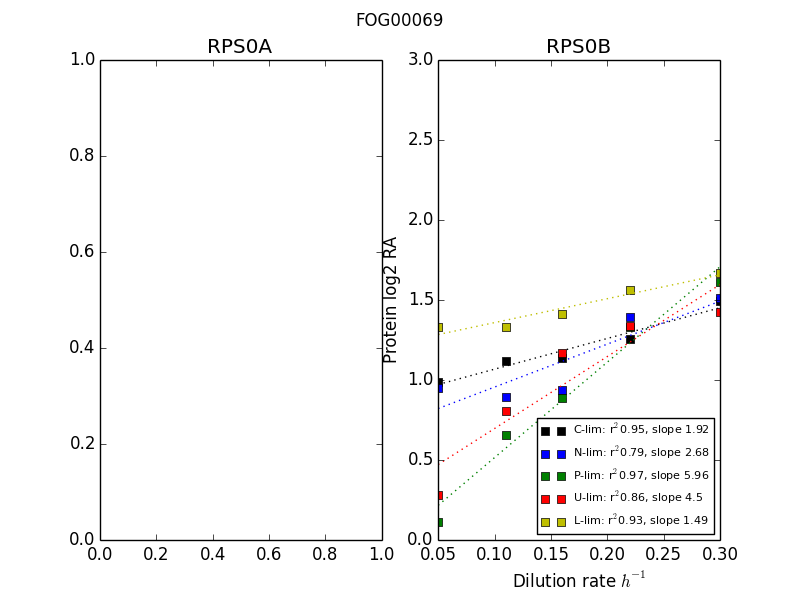 FOG00069
RPS0A
RPS0B
1.0
0.8
0.6
0.4
0.2
0.0
0.0 0.2 0.4 0.6 0.8 1.0
Protein log2 RA
3.0
2.5
2.0
1.5
1.0
0.5
0.0
C-lim: r²0.95, slope 1.92
N-lim: r²0.79, slope 2.68
P-lim: r²0.97, slope 5.96
U-lim: r²0.86, slope 4.5
L-lim: r²0.93, slope 1.49
0.05 0.10 0.15 0.20 0.25 0.30
Dilution rate h⁻¹